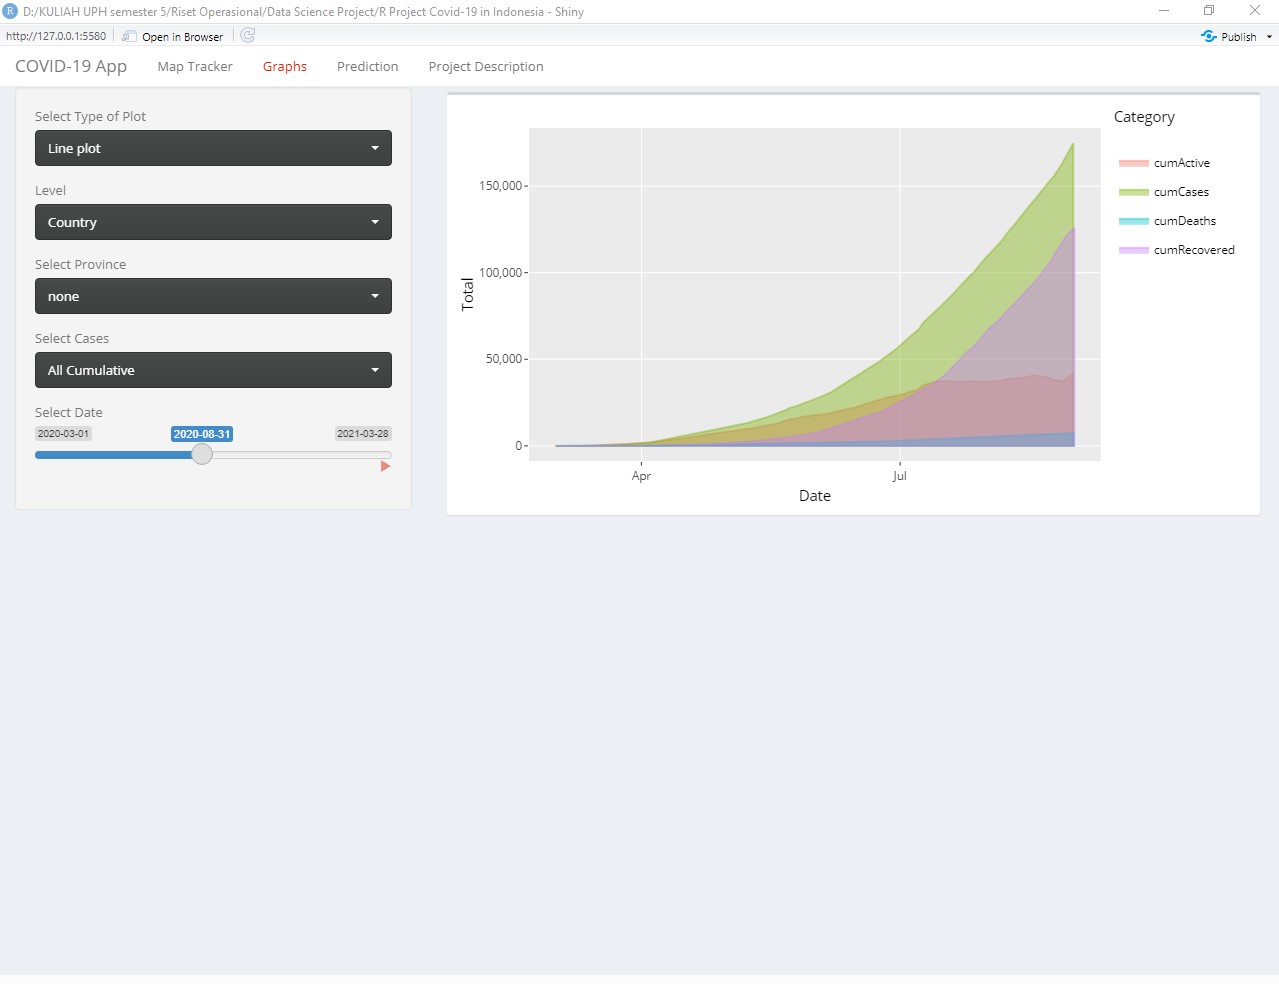 D:/KULIAH UPH semester 5/Riset Operasional/Data Science Project/R Project Covid-19 in Indonesia - Shiny
http://127.0.0.1:5580 Open in Browser Publish
COVID-19 App Map Tracker Graphs Prediction Project Description
Select Type of Plot
Line plot
Level
Country
Select Province
none
Select Cases
All Cumulative
Select Date
2020-03-01 2020-08-31 2021-03-28
Total
150,000
100,000
50,000
0
Apr Jul
Date
Category
cumActive
cumCases
cumDeaths
cumRecovered